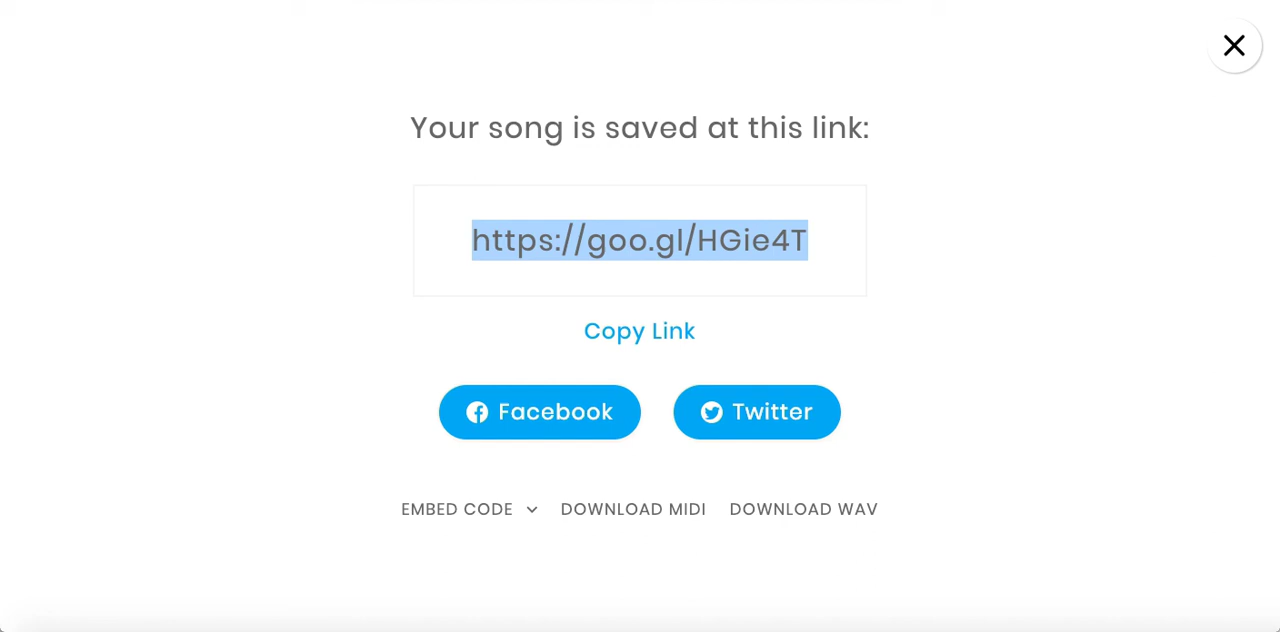 Your song is saved at this link:
https://goo.gl/HGie4T
Copy Link
Facebook
Twitter
EMBED CODE
DOWNLOAD MIDI
DOWNLOAD WAV